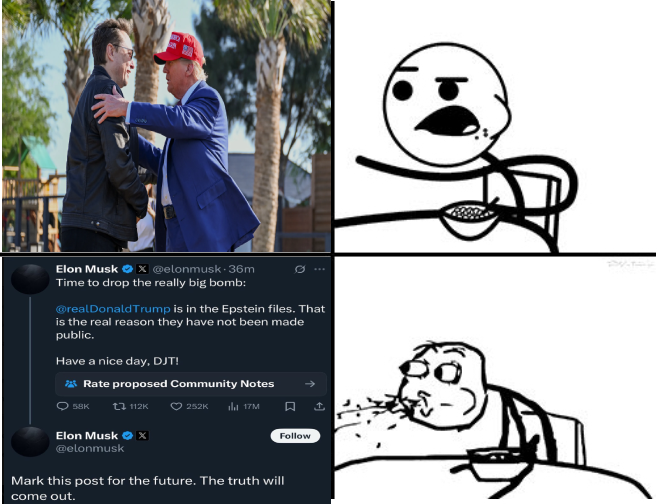 Elon Musk @elonmusk · 36m
Time to drop the really big bomb:
@realDonaldTrump is in the Epstein files. That
is the real reason they have not been made
public.
Have a nice day, DJT!
Rate proposed Community Notes
58K 112K 252K 17M
Elon Musk
Follow
@elonmusk
Mark this post for the future. The truth will
come out.